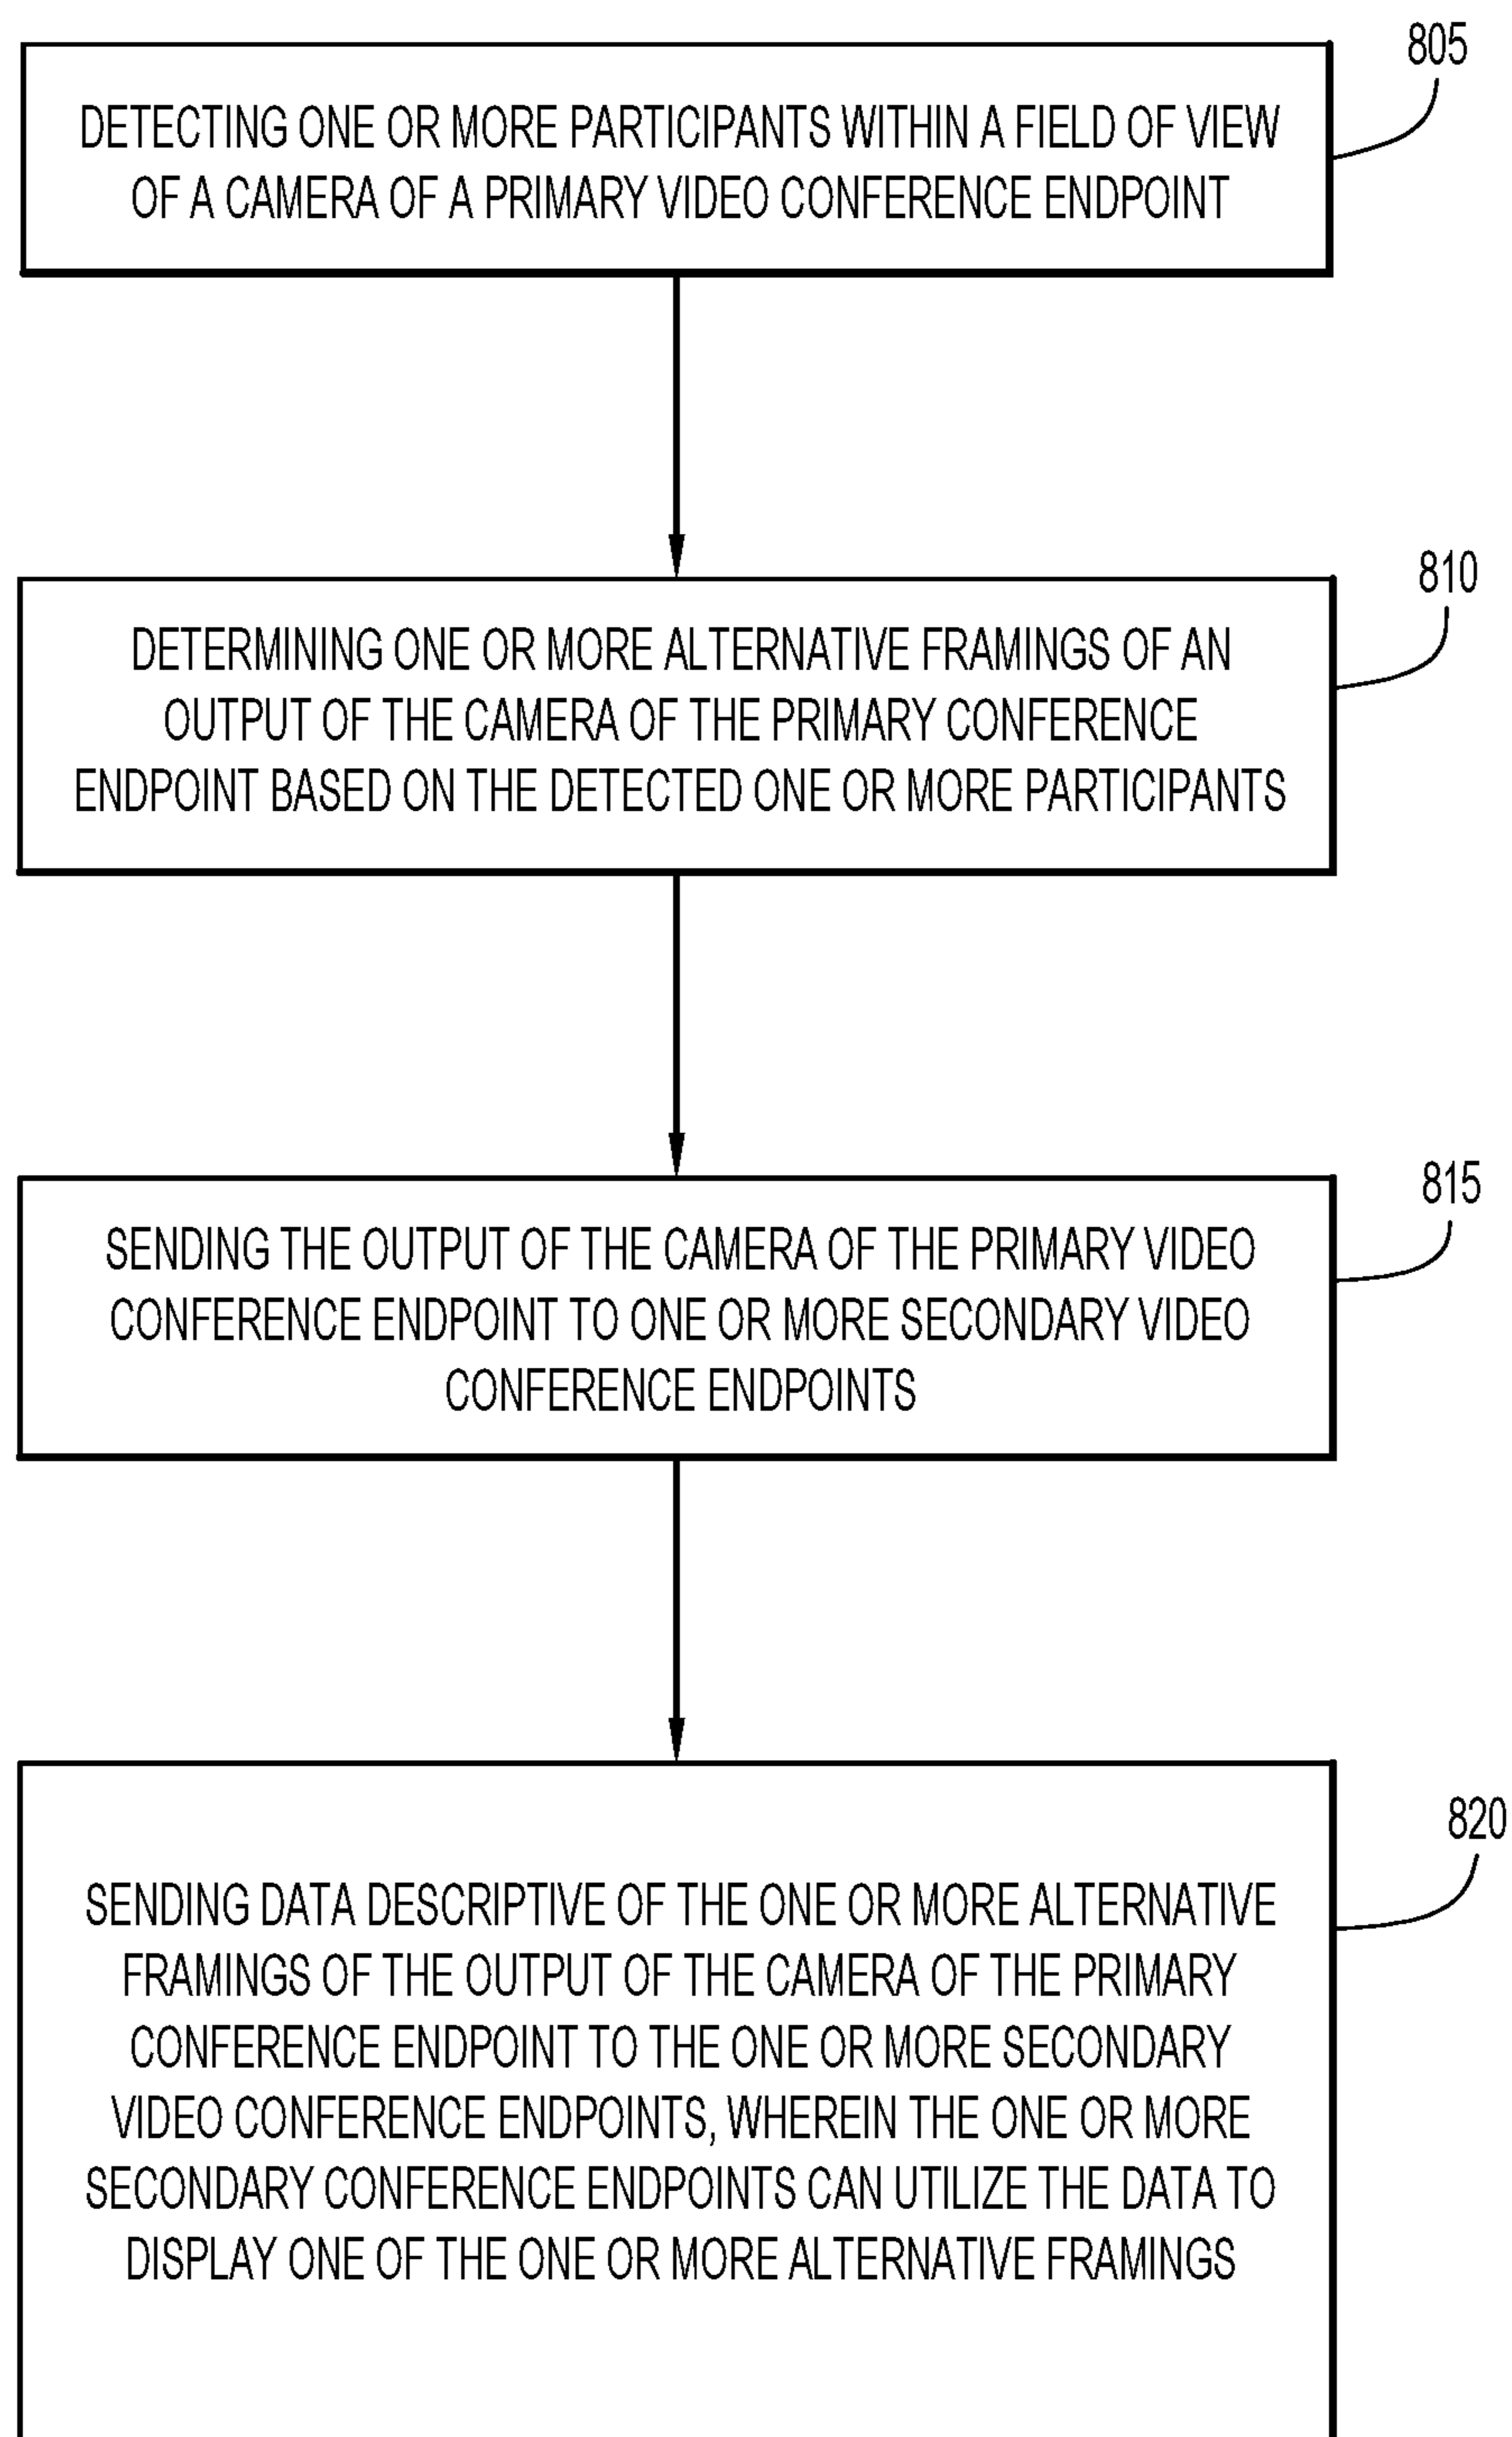 805
DETECTING ONE OR MORE PARTICIPANTS WITHIN A FIELD OF VIEW
OF A CAMERA OF A PRIMARY VIDEO CONFERENCE ENDPOINT
810
DETERMINING ONE OR MORE ALTERNATIVE FRAMINGS OF AN
OUTPUT OF THE CAMERA OF THE PRIMARY CONFERENCE
ENDPOINT BASED ON THE DETECTED ONE OR MORE PARTICIPANTS
815
SENDING THE OUTPUT OF THE CAMERA OF THE PRIMARY VIDEO
CONFERENCE ENDPOINT TO ONE OR MORE SECONDARY VIDEO
CONFERENCE ENDPOINTS
820
SENDING DATA DESCRIPTIVE OF THE ONE OR MORE ALTERNATIVE
FRAMINGS OF THE OUTPUT OF THE CAMERA OF THE PRIMARY
CONFERENCE ENDPOINT TO THE ONE OR MORE SECONDARY
VIDEO CONFERENCE ENDPOINTS, WHEREIN THE ONE OR MORE
SECONDARY CONFERENCE ENDPOINTS CAN UTILIZE THE DATA TO
DISPLAY ONE OF THE ONE OR MORE ALTERNATIVE FRAMINGS